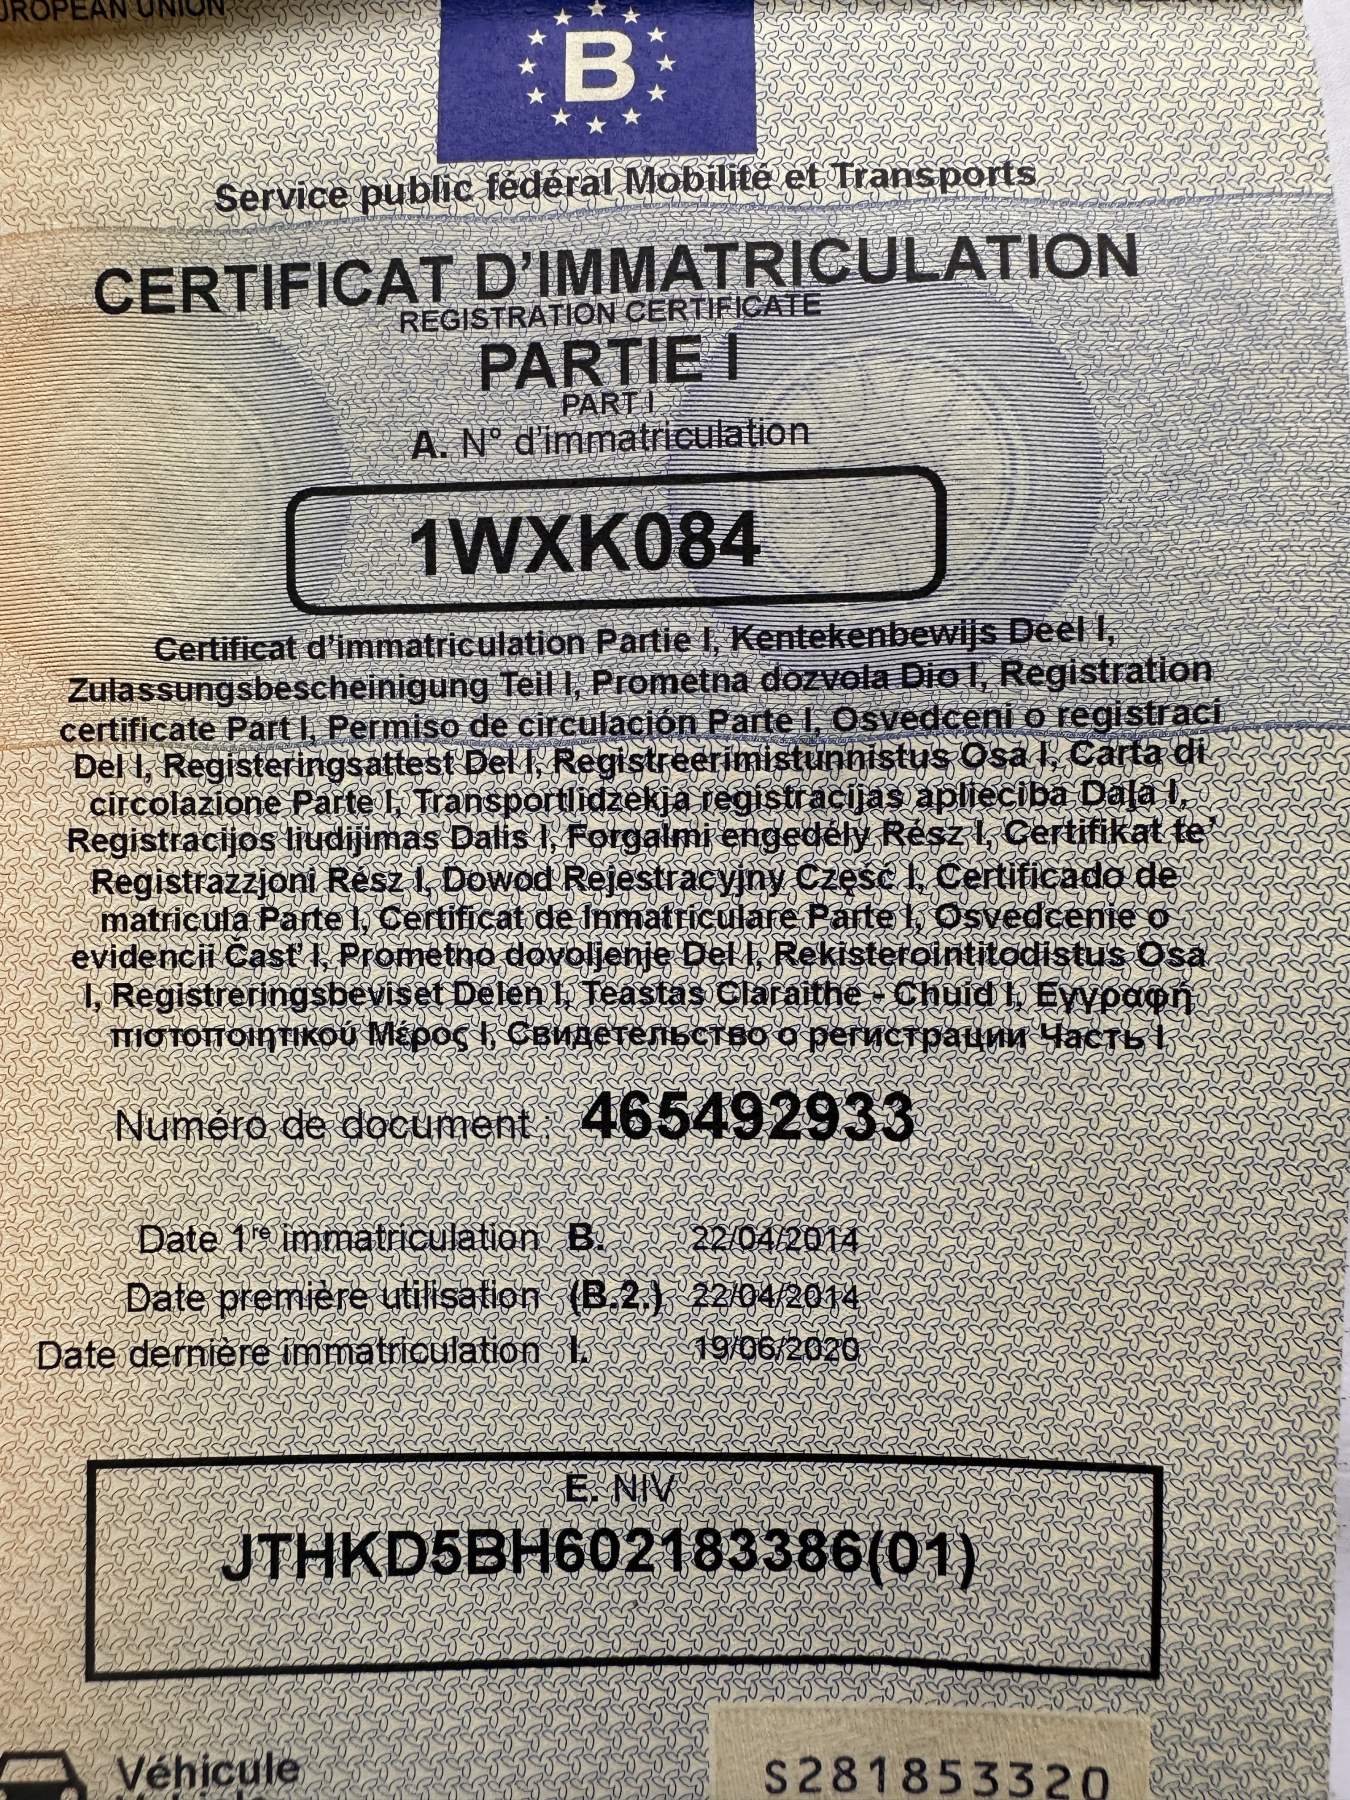 UROPEAN UNION
B
Service public fédéral Mobilité et Transports
CERTIFICAT D'IMMATRICULATION
REGISTRATION CERTIFICATE
PARTIE I
PART I
A. N° d'immatriculation
1WXK084
Certificat d'immatriculation Partie I, Kentekenbewijs Deel I,
Zulassungsbescheinigung Teil I, Prometna dozvola Dio I, Registration
certificate Part I, Permiso de circulación Parte I, Osvedceni o registraci
Del I, Registeringsattest Del I, Registreerimistunnistus Osa I, Carta di
circolazione Parte I, Transportlidzekja registracijas aplieciba Daļa I,
Registracijos liudijimas Dalis I, Forgalmi engedély Rész I, Certifikat te'
Registrazzjoni Rész I, Dowod Rejestracyjny Część I, Certificado de
matricula Parte I, Certificat de Inmatriculare Parte I, Osvedcenie o
evidencii Časť I, Prometno dovoljenje Del I, Rekisterointitodistus Osa
I, Registreringsbeviset Delen I, Teastas Claraithe - Chuid I, Εγγραφή
πιστοποιητικού Μέρος I, Свидетельство о регистрации Часть I
Numéro de document : 465492933
Date 1re immatriculation B. 22/04/2014
Date première utilisation (B.2.) 22/04/2014
Date dernière immatriculation I. 19/06/2020
E. NIV
JTHKD5BH602183386(01)
Véhicule
S281853320